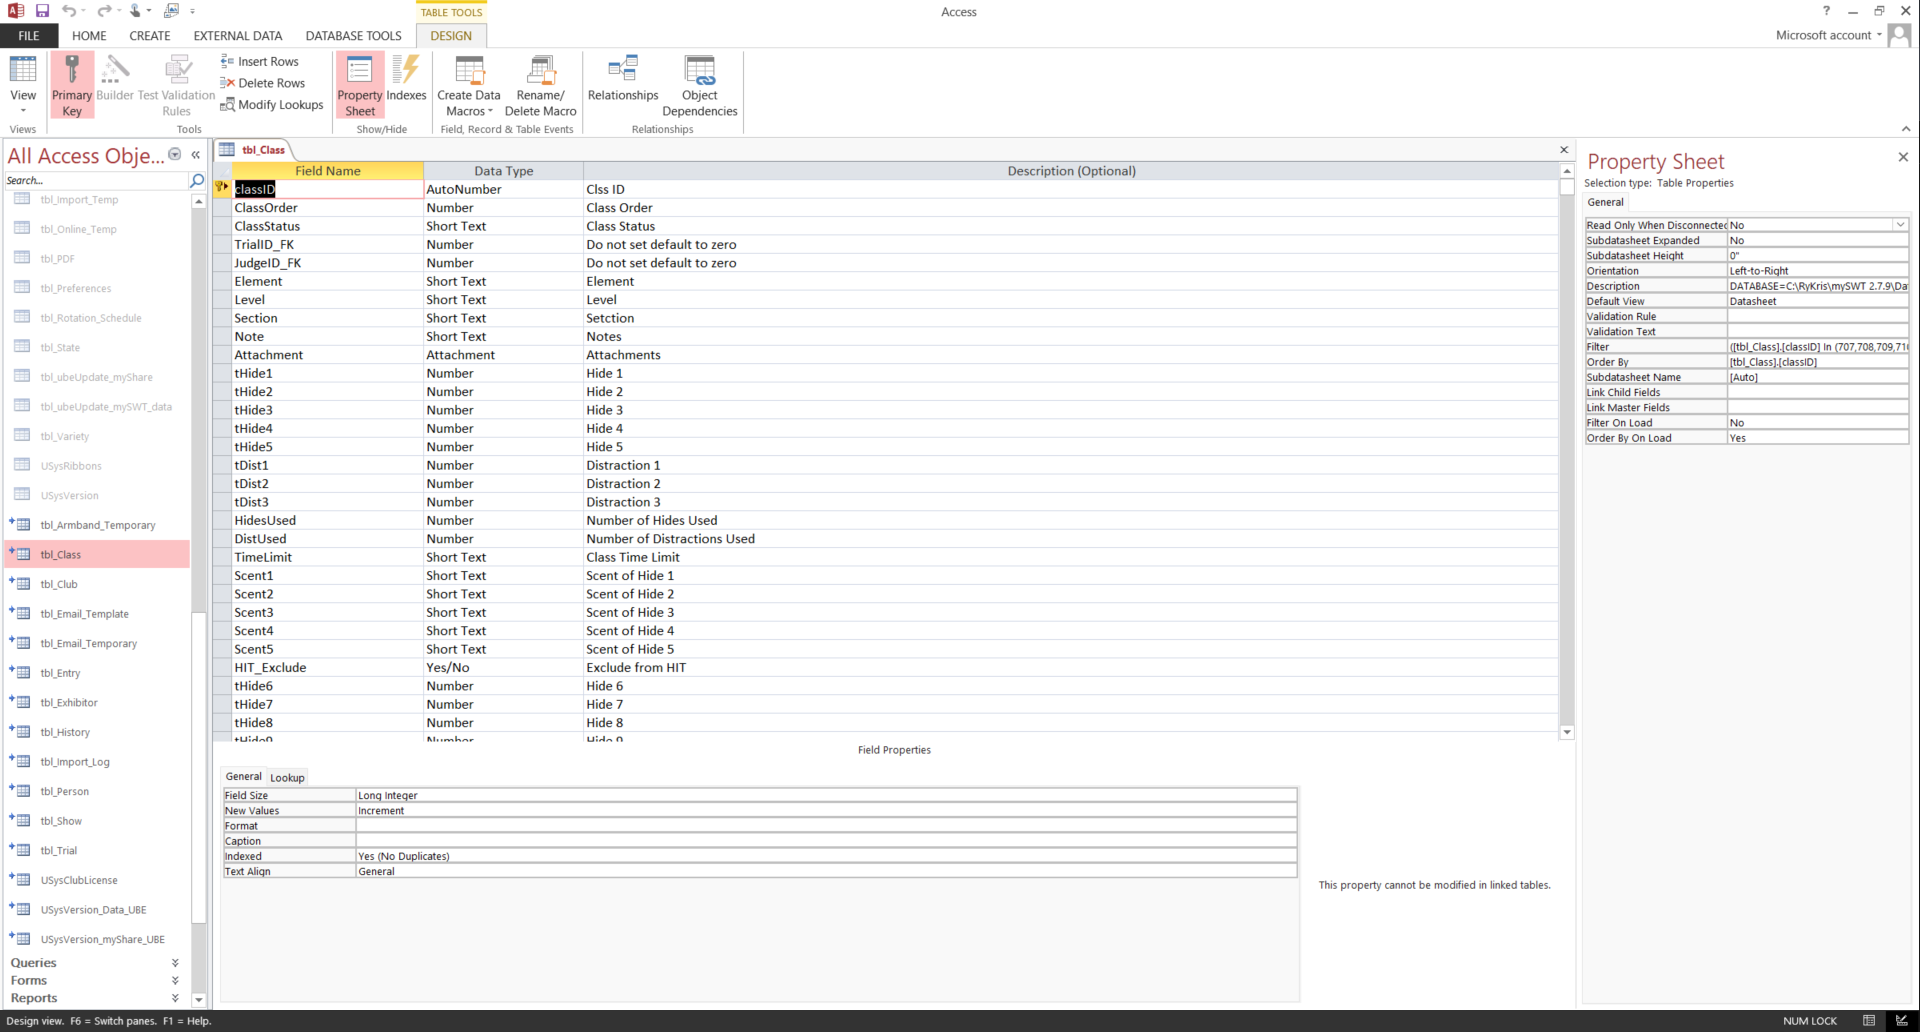 TABLE TOOLS
Access
?
FILE
HOME
CREATE
EXTERNAL DATA
DATABASE TOOLS
DESIGN
Microsoft account
View
Primary Key
Builder
Test Validation Rules
Insert Rows
Delete Rows
Modify Lookups
Property Sheet
Indexes
Create Data Macros
Rename/ Delete Macro
Relationships
Object Dependencies
Views
Tools
Show/Hide
Field, Record & Table Events
Relationships
All Access Obje...
Search...
tbl_Import_Temp
tbl_Online_Temp
tbl_PDF
tbl_Preferences
tbl_Rotation_Schedule
tbl_State
tbl_ubeUpdate_myShare
tbl_ubeUpdate_mySWT_data
tbl_Variety
USysRibbons
USysVersion
tbl_Armband_Temporary
tbl_Class
tbl_Club
tbl_Email_Template
tbl_Email_Temporary
tbl_Entry
tbl_Exhibitor
tbl_History
tbl_Import_Log
tbl_Person
tbl_Show
tbl_Trial
USysClubLicense
USysVersion_Data_UBE
USysVersion_myShare_UBE
Queries
Forms
Reports
tbl_Class
Field Name Data Type Description (Optional)
classID AutoNumber Clss ID
ClassOrder Number Class Order
ClassStatus Short Text Class Status
TrialID_FK Number Do not set default to zero
JudgeID_FK Number Do not set default to zero
Element Short Text Element
Level Short Text Level
Section Short Text Setction
Note Short Text Notes
Attachment Attachment Attachments
tHide1 Number Hide 1
tHide2 Number Hide 2
tHide3 Number Hide 3
tHide4 Number Hide 4
tHide5 Number Hide 5
tDist1 Number Distraction 1
tDist2 Number Distraction 2
tDist3 Number Distraction 3
HidesUsed Number Number of Hides Used
DistUsed Number Number of Distractions Used
TimeLimit Short Text Class Time Limit
Scent1 Short Text Scent of Hide 1
Scent2 Short Text Scent of Hide 2
Scent3 Short Text Scent of Hide 3
Scent4 Short Text Scent of Hide 4
Scent5 Short Text Scent of Hide 5
HIT_Exclude Yes/No Exclude from HIT
tHide6 Number Hide 6
tHide7 Number Hide 7
tHide8 Number Hide 8
tHide9 Number Hide 9
Field Properties
General Lookup
Field Size Long Integer
New Values Increment
Format
Caption
Indexed Yes (No Duplicates)
Text Align General
This property cannot be modified in linked tables.
Property Sheet
Selection type: Table Properties
General
Read Only When Disconnected No
Subdatasheet Expanded No
Subdatasheet Height 0"
Orientation Left-to-Right
Description DATABASE=C:\RyKris\mySWT 2.7.9\Da
Default View Datasheet
Validation Rule
Validation Text
Filter ([tbl_Class].[classID] In (707,708,709,71
Order By [tbl_Class].[classID]
Subdatasheet Name [Auto]
Link Child Fields
Link Master Fields
Filter On Load No
Order By On Load Yes
Design view. F6 = Switch panes. F1 = Help.
NUM LOCK